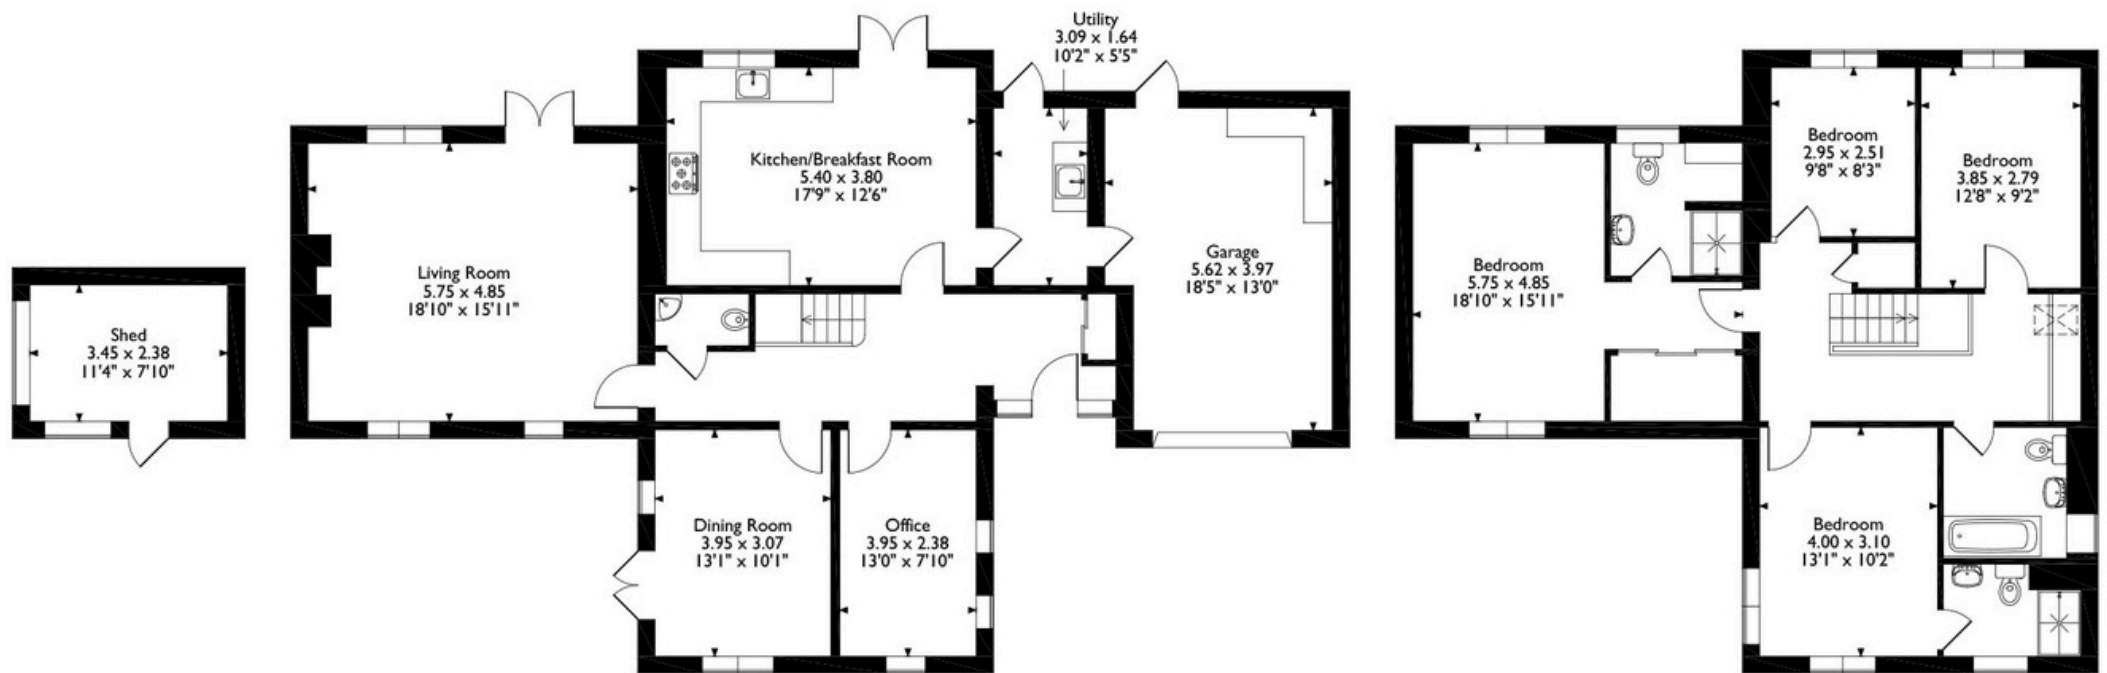 Shed
3.45 x 2.38
11'4" x 7'10"
Living Room
5.75 x 4.85
18'10" x 15'11"
Kitchen/Breakfast Room
5.40 x 3.80
17'9" x 12'6"
Utility
3.09 x 1.64
10'2" x 5'5"
Garage
5.62 x 3.97
18'5" x 13'0"
Dining Room
3.95 x 3.07
13'1" x 10'1"
Office
3.95 x 2.38
13'0" x 7'10"
Bedroom
5.75 x 4.85
18'10" x 15'11"
Bedroom
2.95 x 2.51
9'8" x 8'3"
Bedroom
3.85 x 2.79
12'8" x 9'2"
Bedroom
4.00 x 3.10
13'1" x 10'2"